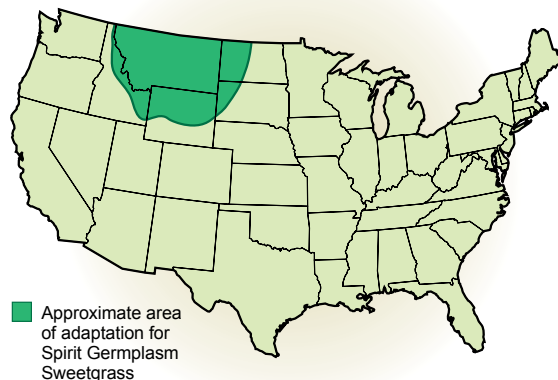 Approximate area
of adaptation for
Spirit Germplasm
Sweetgrass